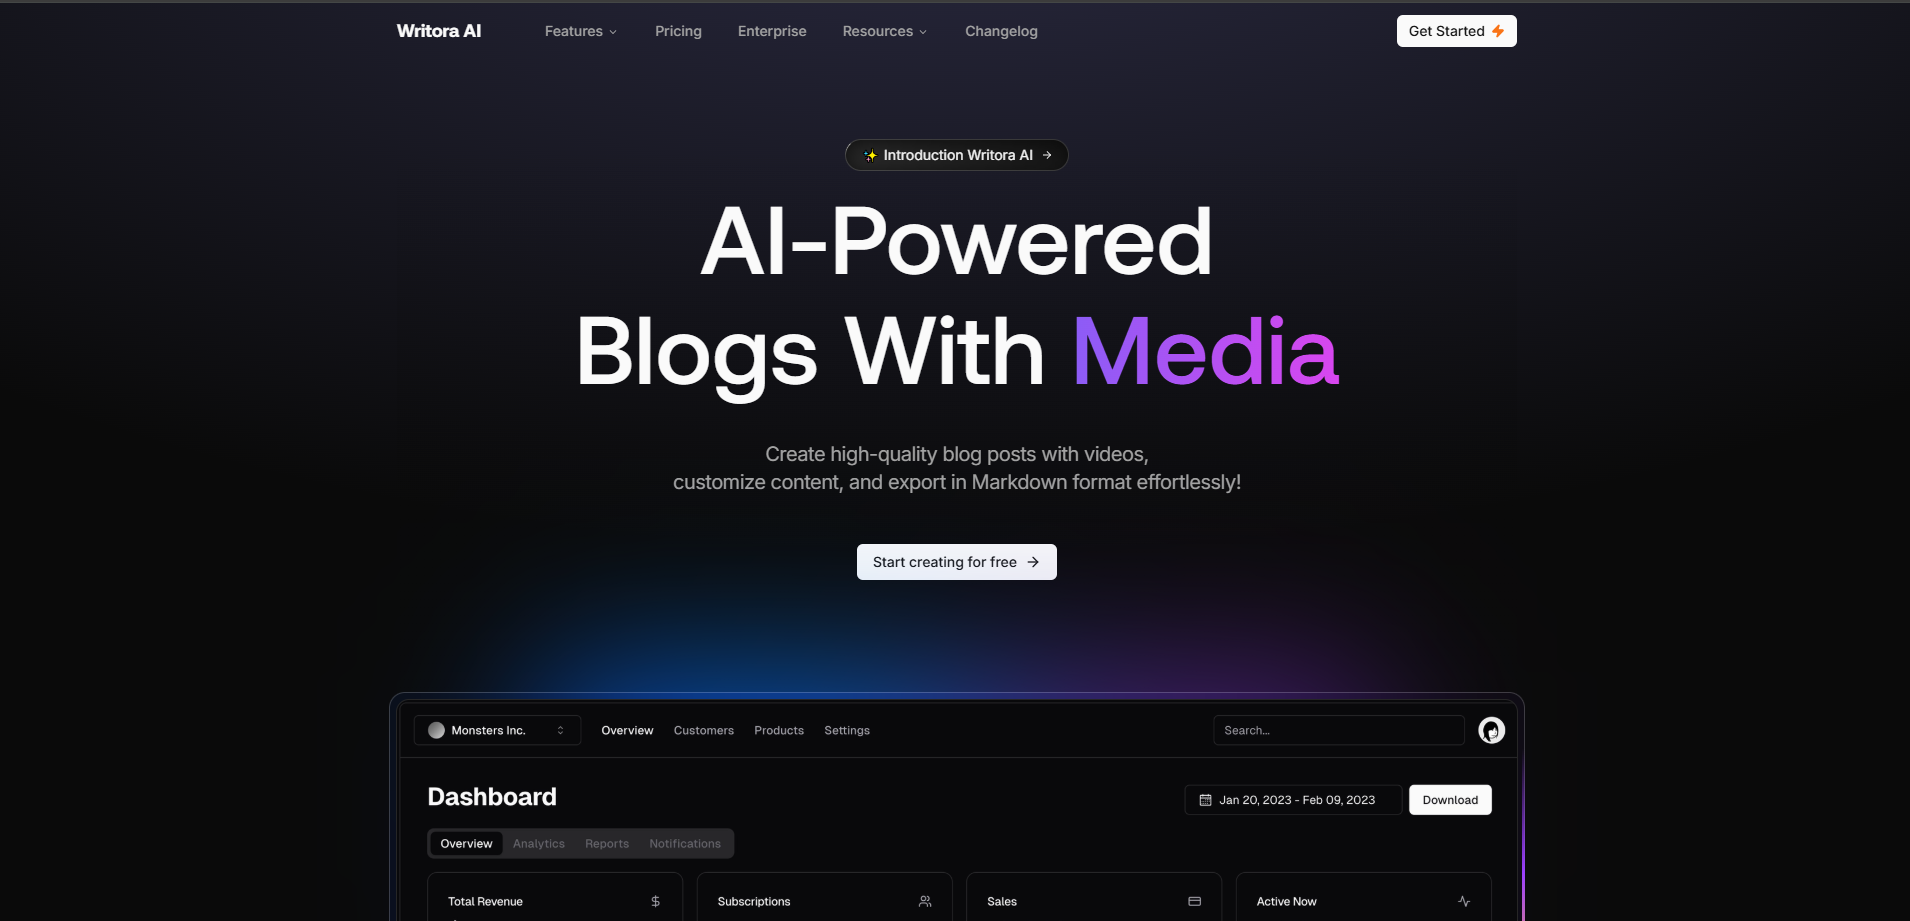 Writora AI Features Pricing Enterprise Resources Changelog Get Started
Introduction Writora AI
AI-Powered
Blogs With Media
Create high-quality blog posts with videos,
customize content, and export in Markdown format effortlessly!
Start creating for free
Monsters Inc. Overview Customers Products Settings Search...
Dashboard
Jan 20, 2023 - Feb 09, 2023 Download
Overview Analytics Reports Notifications
Total Revenue Subscriptions Sales Active Now